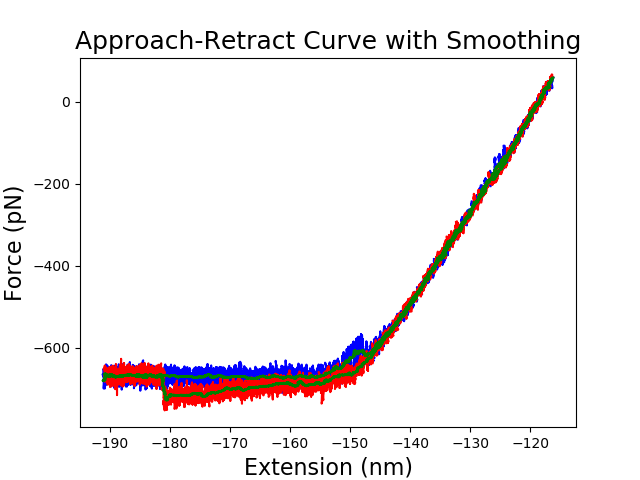 Approach-Retract Curve with Smoothing
0
−200
−400
−600
Force (pN)
−190 −180 −170 −160 −150 −140 −130 −120
Extension (nm)